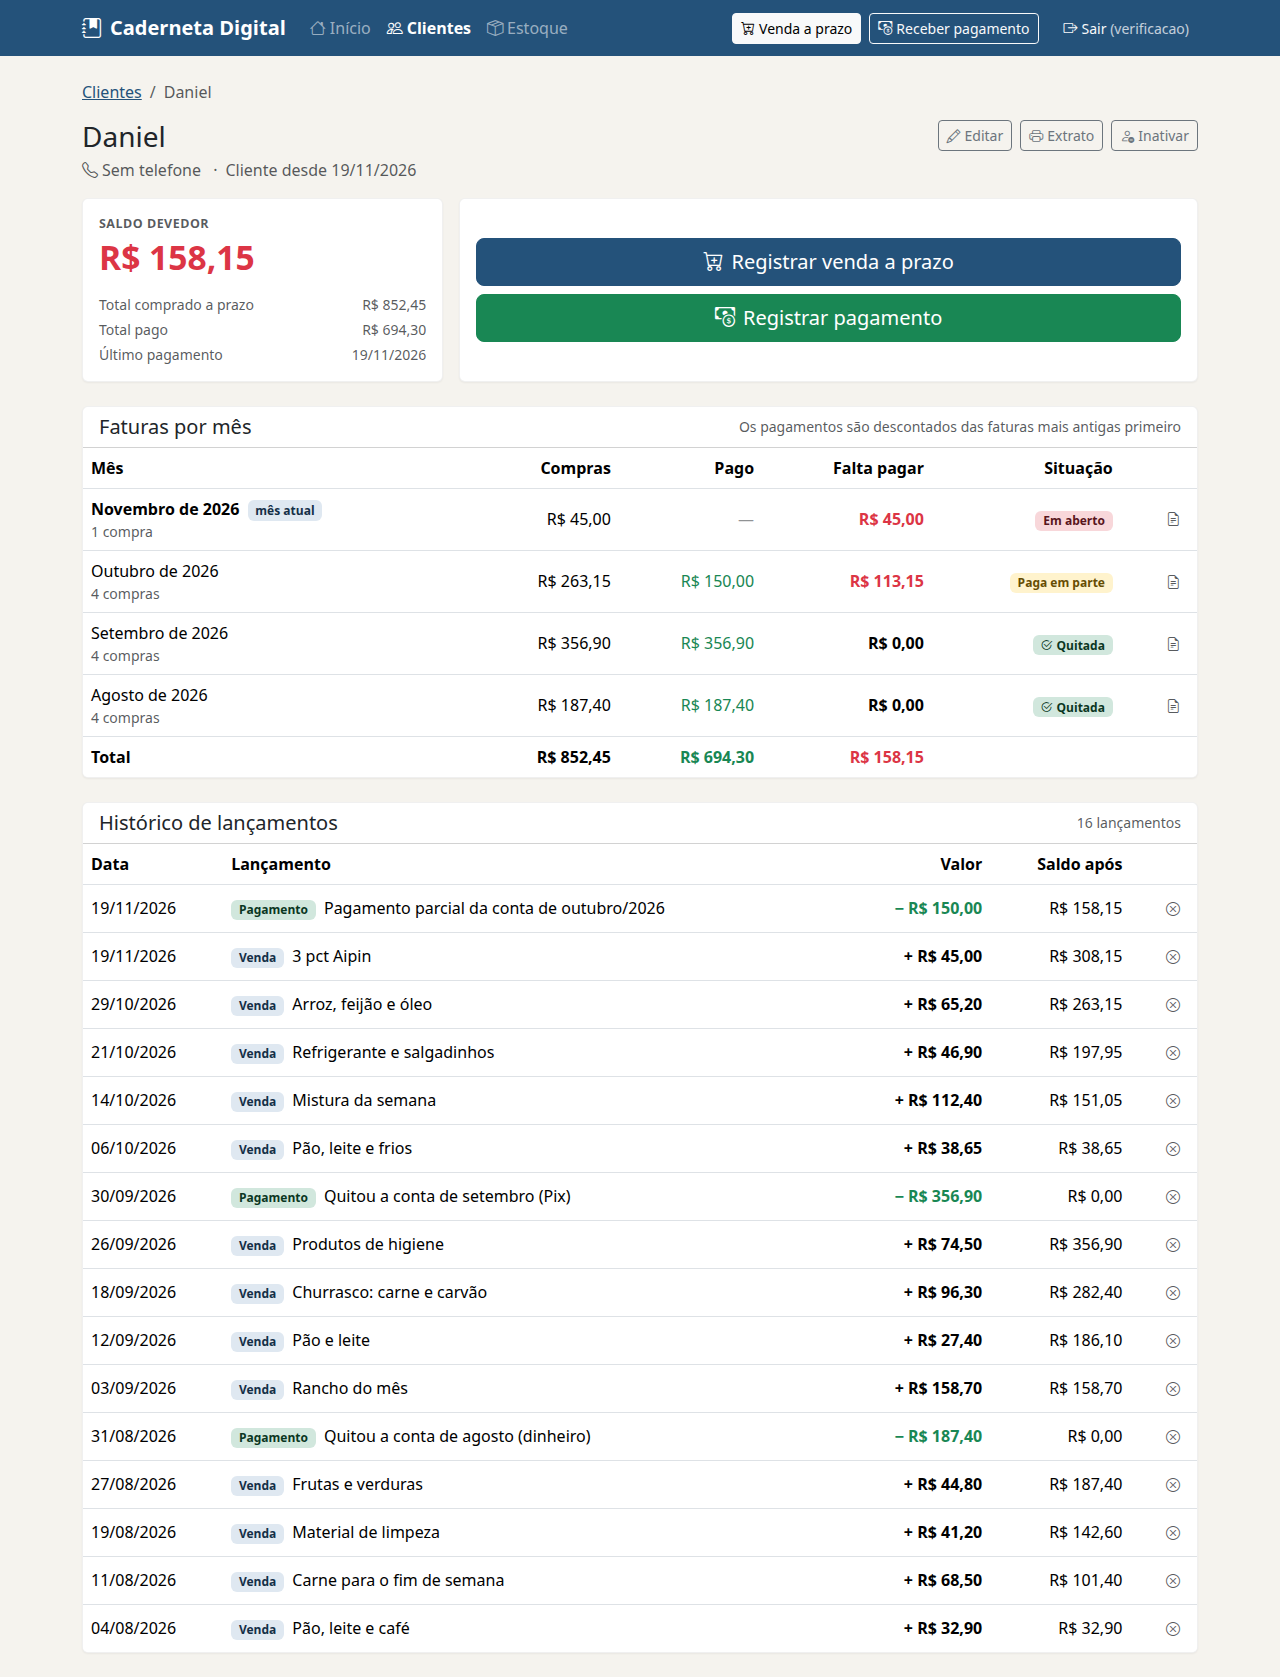 Caderneta Digital Início Clientes Estoque Venda a prazo Receber pagamento Sair (verificacao)
Clientes / Daniel
Daniel
Editar Extrato Inativar
Sem telefone · Cliente desde 19/11/2026
SALDO DEVEDOR
R$ 158,15
Total comprado a prazo R$ 852,45
Total pago R$ 694,30
Último pagamento 19/11/2026
Registrar venda a prazo
Registrar pagamento
Faturas por mês Os pagamentos são descontados das faturas mais antigas primeiro
Mês Compras Pago Falta pagar Situação
Novembro de 2026 mês atual R$ 45,00 — R$ 45,00 Em aberto
1 compra
Outubro de 2026 R$ 263,15 R$ 150,00 R$ 113,15 Paga em parte
4 compras
Setembro de 2026 R$ 356,90 R$ 356,90 R$ 0,00 Quitada
4 compras
Agosto de 2026 R$ 187,40 R$ 187,40 R$ 0,00 Quitada
4 compras
Total R$ 852,45 R$ 694,30 R$ 158,15
Histórico de lançamentos 16 lançamentos
Data Lançamento Valor Saldo após
19/11/2026 Pagamento Pagamento parcial da conta de outubro/2026 − R$ 150,00 R$ 158,15
19/11/2026 Venda 3 pct Aipin + R$ 45,00 R$ 308,15
29/10/2026 Venda Arroz, feijão e óleo + R$ 65,20 R$ 263,15
21/10/2026 Venda Refrigerante e salgadinhos + R$ 46,90 R$ 197,95
14/10/2026 Venda Mistura da semana + R$ 112,40 R$ 151,05
06/10/2026 Venda Pão, leite e frios + R$ 38,65 R$ 38,65
30/09/2026 Pagamento Quitou a conta de setembro (Pix) − R$ 356,90 R$ 0,00
26/09/2026 Venda Produtos de higiene + R$ 74,50 R$ 356,90
18/09/2026 Venda Churrasco: carne e carvão + R$ 96,30 R$ 282,40
12/09/2026 Venda Pão e leite + R$ 27,40 R$ 186,10
03/09/2026 Venda Rancho do mês + R$ 158,70 R$ 158,70
31/08/2026 Pagamento Quitou a conta de agosto (dinheiro) − R$ 187,40 R$ 0,00
27/08/2026 Venda Frutas e verduras + R$ 44,80 R$ 187,40
19/08/2026 Venda Material de limpeza + R$ 41,20 R$ 142,60
11/08/2026 Venda Carne para o fim de semana + R$ 68,50 R$ 101,40
04/08/2026 Venda Pão, leite e café + R$ 32,90 R$ 32,90